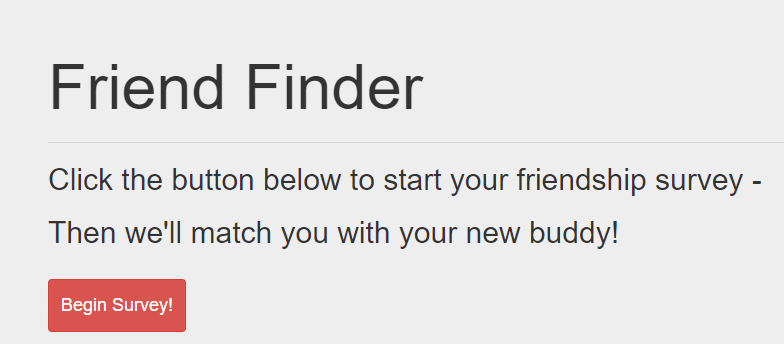 Friend Finder
Click the button below to start your friendship survey -
Then we'll match you with your new buddy!
Begin Survey!